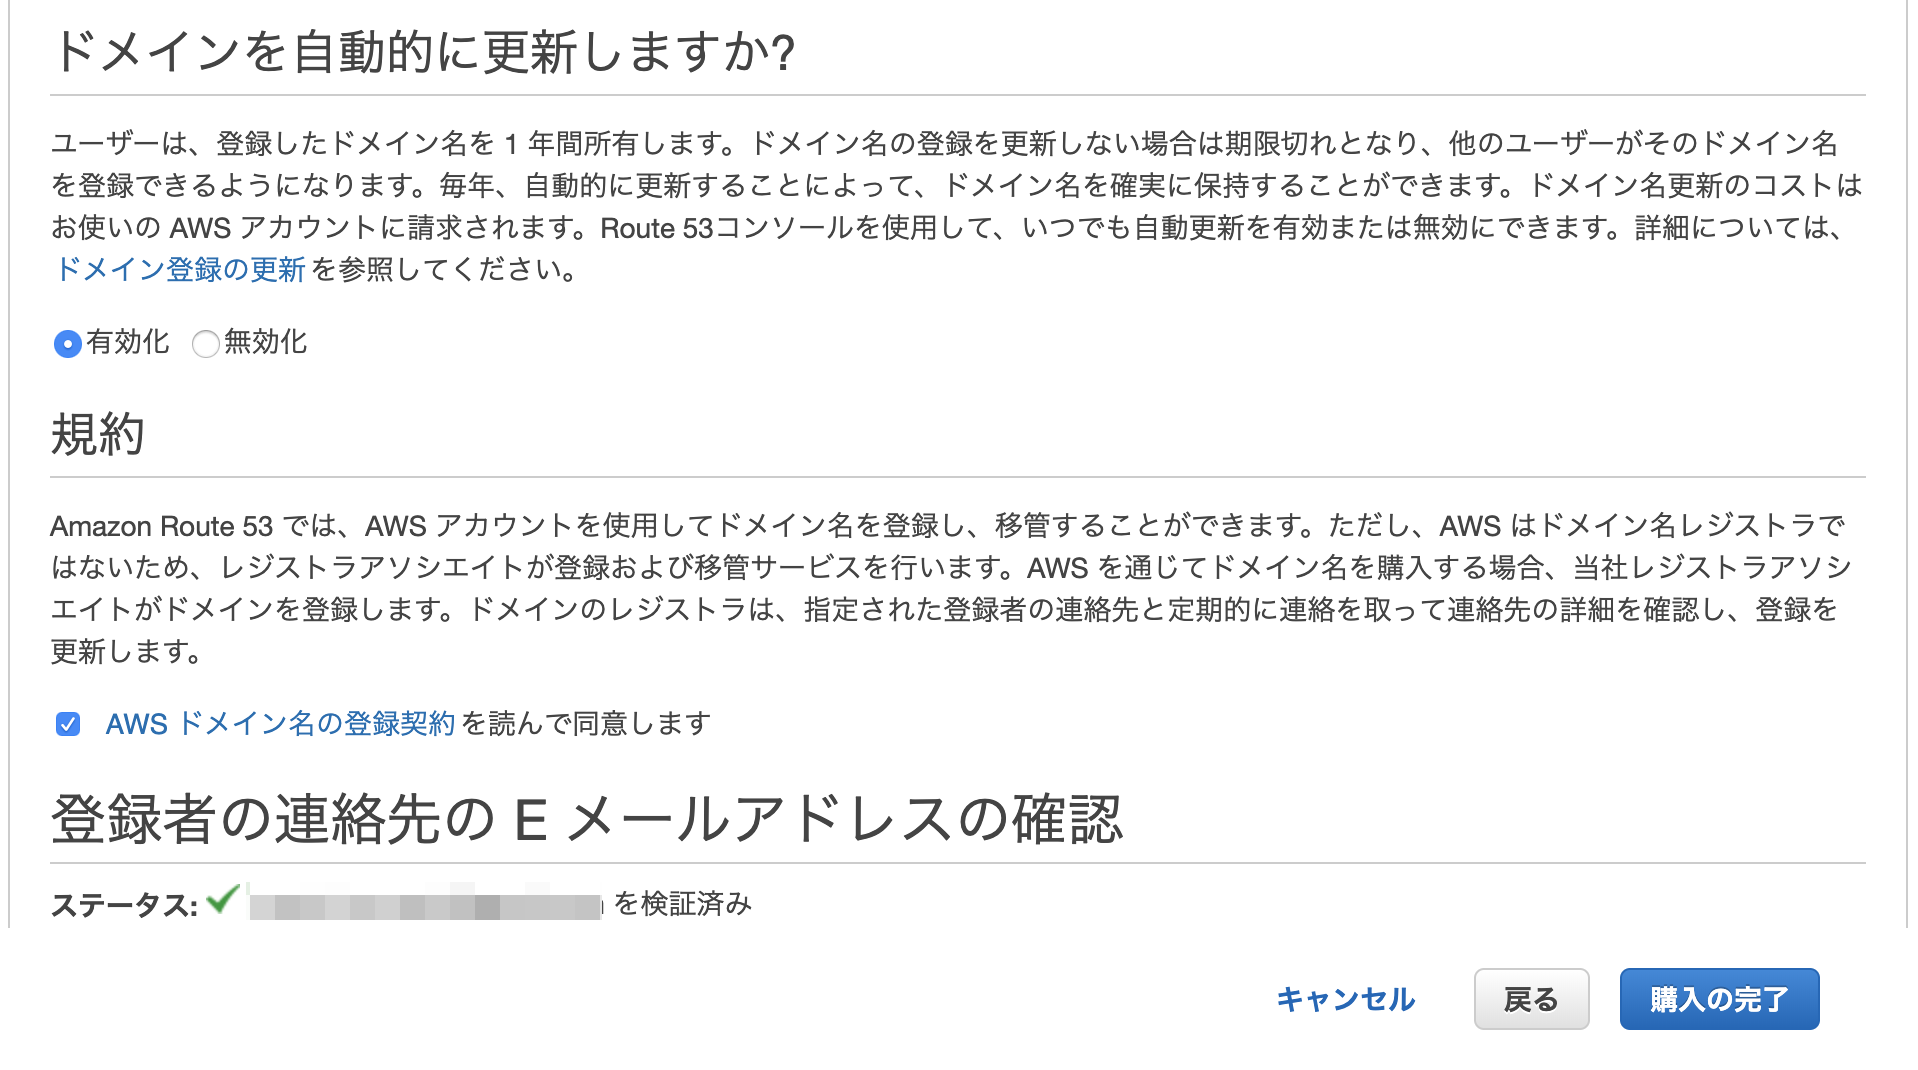 ドメインを自動的に更新しますか?
ユーザーは、登録したドメイン名を 1 年間所有します。ドメイン名の登録を更新しない場合は期限切れとなり、他のユーザーがそのドメイン名
を登録できるようになります。毎年、自動的に更新することによって、ドメイン名を確実に保持することができます。ドメイン名更新のコストは
お使いの AWS アカウントに請求されます。Route 53コンソールを使用して、いつでも自動更新を有効または無効にできます。詳細については、
ドメイン登録の更新 を参照してください。
有効化 無効化
規約
Amazon Route 53 では、AWS アカウントを使用してドメイン名を登録し、移管することができます。ただし、AWS はドメイン名レジストラで
はないため、レジストラアソシエイトが登録および移管サービスを行います。AWS を通じてドメイン名を購入する場合、当社レジストラアソシ
エイトがドメインを登録します。ドメインのレジストラは、指定された登録者の連絡先と定期的に連絡を取って連絡先の詳細を確認し、登録を
更新します。
AWS ドメイン名の登録契約 を読んで同意します
登録者の連絡先の E メールアドレスの確認
ステータス: を検証済み
キャンセル 戻る 購入の完了